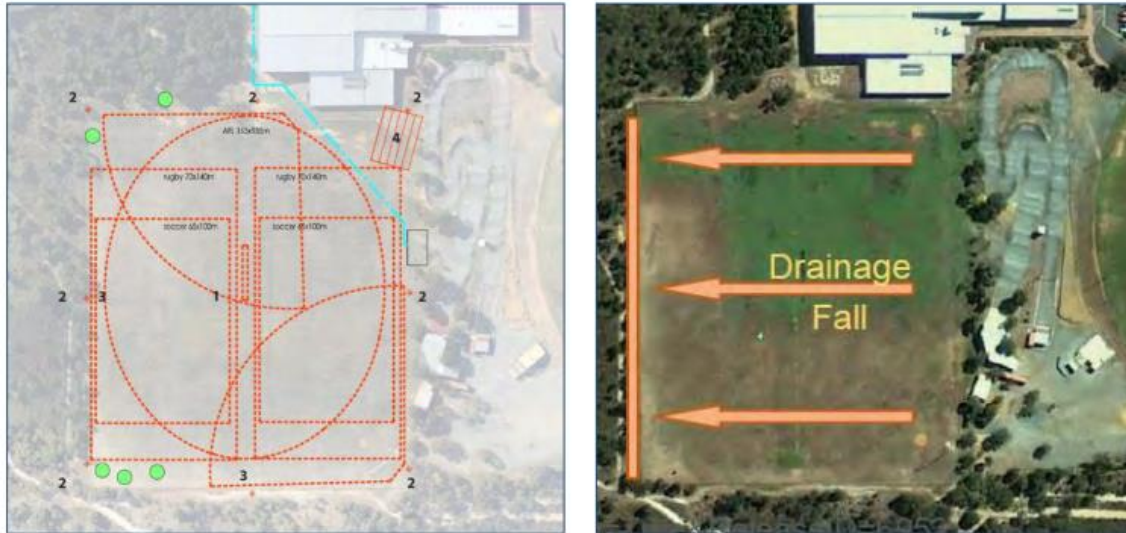 2 2 2
4
AFL
rugby 70x140m rugby 70x140m
soccer 65x100m soccer 65x100m
2 3 1 2
3
2 2
Drainage
Fall